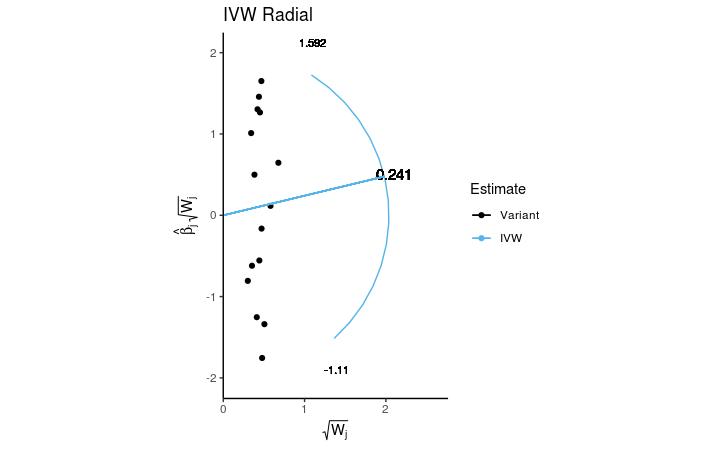 IVW Radial
1.592
2
1
0.241
0
-1
-1.11
-2
0 1 2
√Wj
β̂j√Wj
Estimate
Variant
IVW